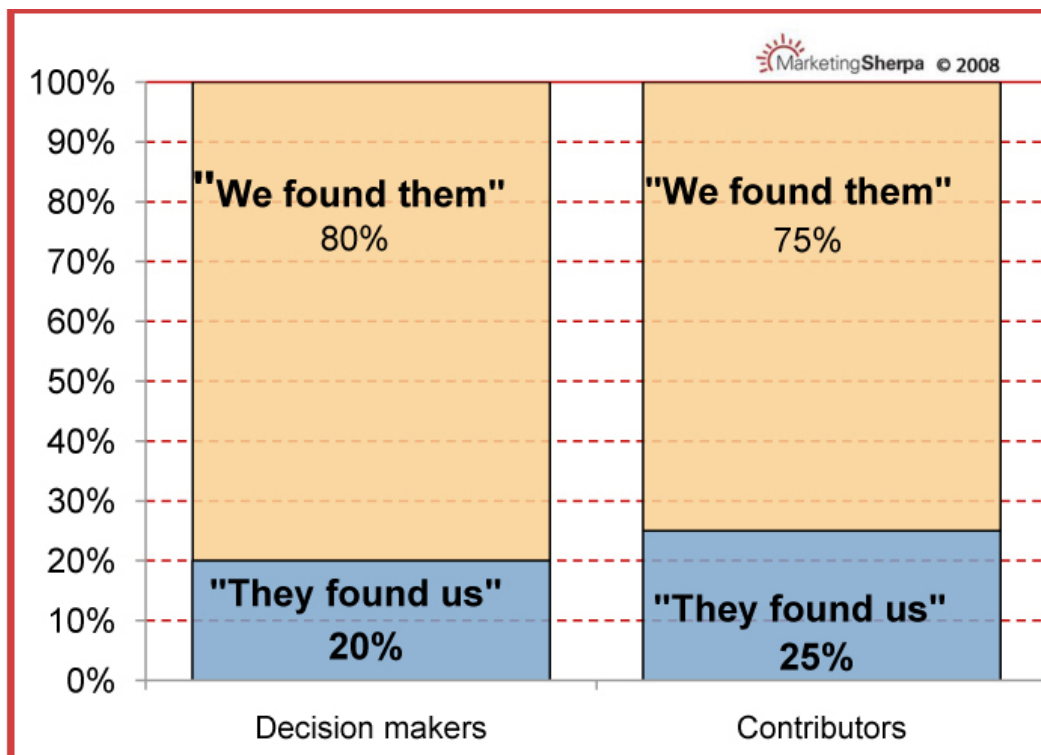 MarketingSherpa © 2008
100%
90%
80%
70%
60%
50%
40%
30%
20%
10%
0%
"We found them"
80%
"They found us"
20%
"We found them"
75%
"They found us"
25%
Decision makers
Contributors